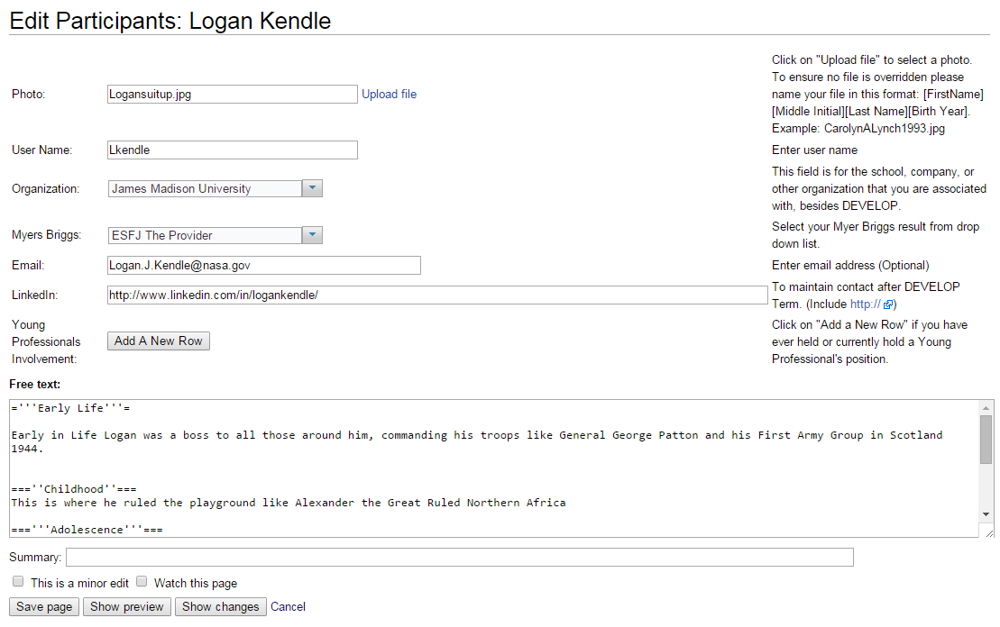 Edit Participants: Logan Kendle
Click on "Upload file" to select a photo.
To ensure no file is overridden please
Photo: Logansuitup.jpg Upload file name your file in this format: [FirstName]
[Middle Initial][Last Name][Birth Year].
Example: CarolynALynch1993.jpg
User Name: Lkendle Enter user name
This field is for the school, company, or
Organization: James Madison University other organization that you are associated
with, besides DEVELOP.
Myers Briggs: ESFJ The Provider Select your Myer Briggs result from drop
down list.
Email: Logan.J.Kendle@nasa.gov Enter email address (Optional)
LinkedIn: http://www.linkedin.com/in/logankendle/ To maintain contact after DEVELOP
Term. (Include http://)
Young Click on "Add a New Row" if you have
Professionals Add A New Row ever held or currently hold a Young
Involvement: Professional's position.
Free text:
='''Early Life'''=
Early in Life Logan was a boss to all those around him, commanding his troops like General George Patton and his First Army Group in Scotland
1944.
===''Childhood''===
This is where he ruled the playground like Alexander the Great Ruled Northern Africa
==='''Adolescence'''===
Summary:
This is a minor edit Watch this page
Save page Show preview Show changes Cancel